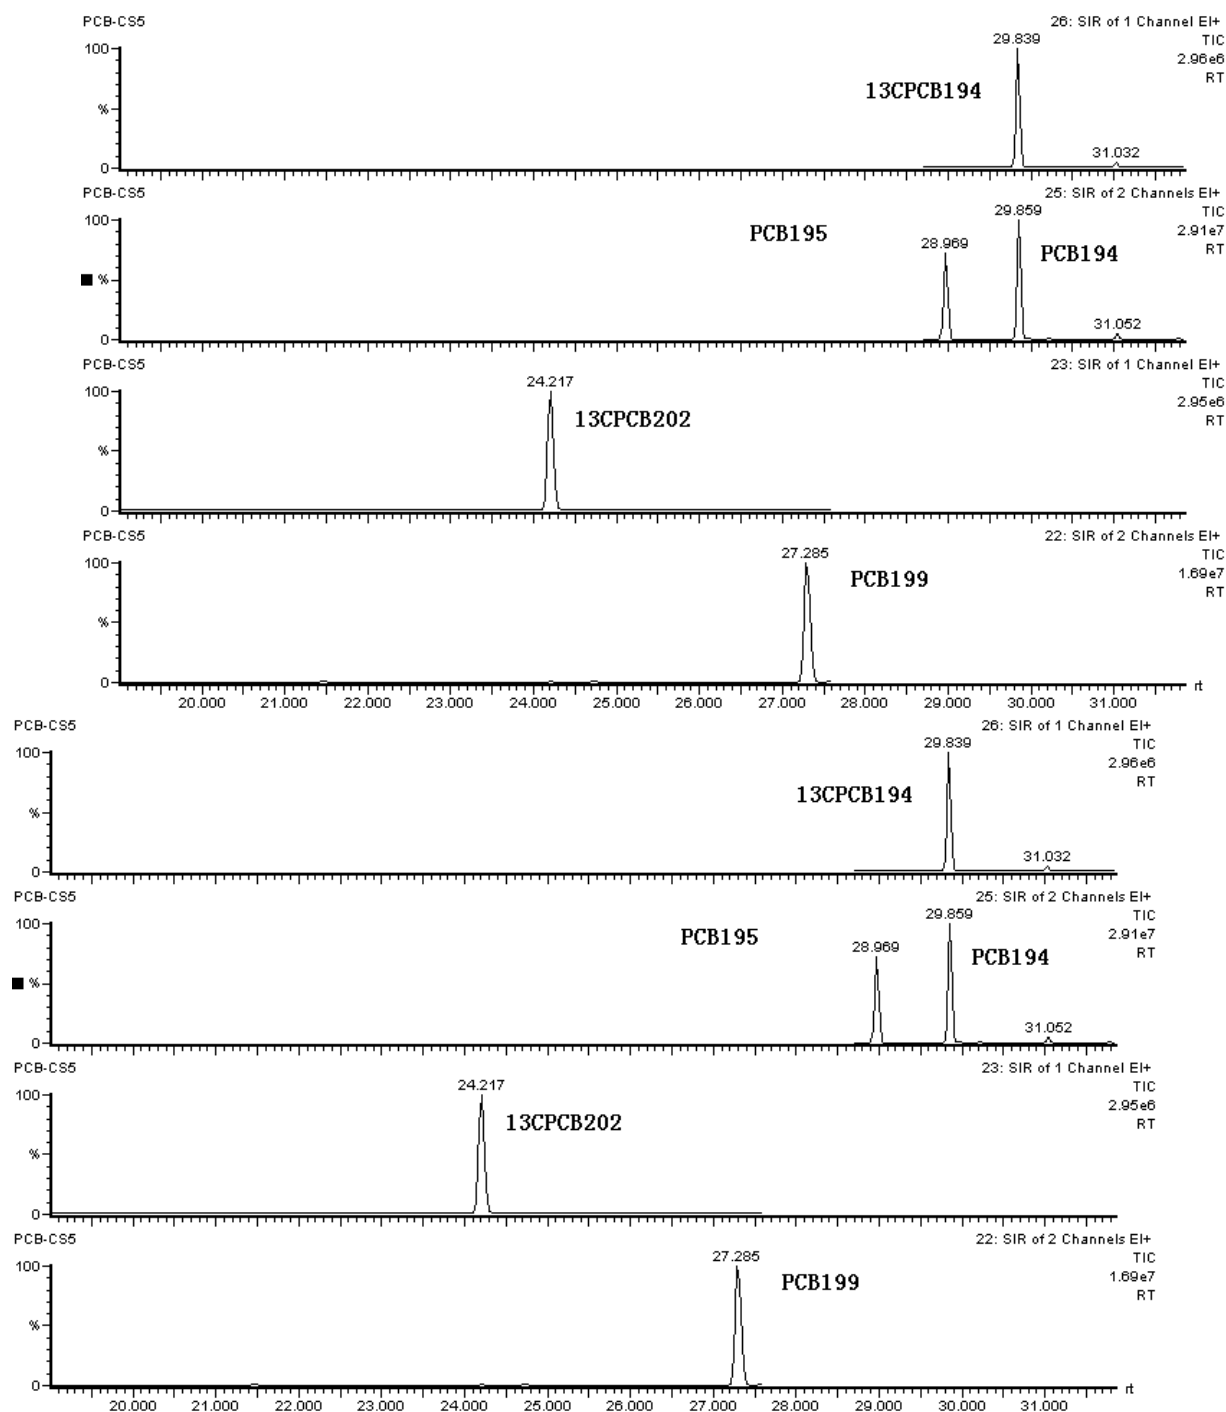 PCB-CS5
26: SIR of 1 Channel EI+
TIC
2.96e6
RT
100
%
0
29.839
13CPCB194
31.032
PCB-CS5
25: SIR of 2 Channels EI+
TIC
2.91e7
RT
100
%
0
PCB195
28.969
29.859
PCB194
31.052
PCB-CS5
23: SIR of 1 Channel EI+
TIC
2.95e6
RT
100
%
0
24.217
13CPCB202
PCB-CS5
22: SIR of 2 Channels EI+
TIC
1.69e7
RT
100
%
0
27.285
PCB199
rt
20.000 21.000 22.000 23.000 24.000 25.000 26.000 27.000 28.000 29.000 30.000 31.000
PCB-CS5
26: SIR of 1 Channel EI+
TIC
2.96e6
RT
100
%
0
29.839
13CPCB194
31.032
PCB-CS5
25: SIR of 2 Channels EI+
TIC
2.91e7
RT
100
%
0
PCB195
28.969
29.859
PCB194
31.052
PCB-CS5
23: SIR of 1 Channel EI+
TIC
2.95e6
RT
100
%
0
24.217
13CPCB202
PCB-CS5
22: SIR of 2 Channels EI+
TIC
1.69e7
RT
100
%
0
27.285
PCB199
rt
20.000 21.000 22.000 23.000 24.000 25.000 26.000 27.000 28.000 29.000 30.000 31.000